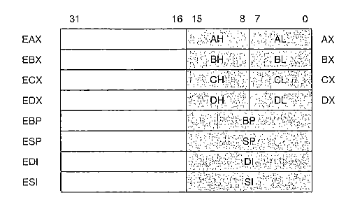 31 16 15 8 7 0
EAX AH AL AX
EBX BH BL BX
ECX CH CL CX
EDX DH DL DX
EBP BP
ESP SP
EDI DI
ESI SI